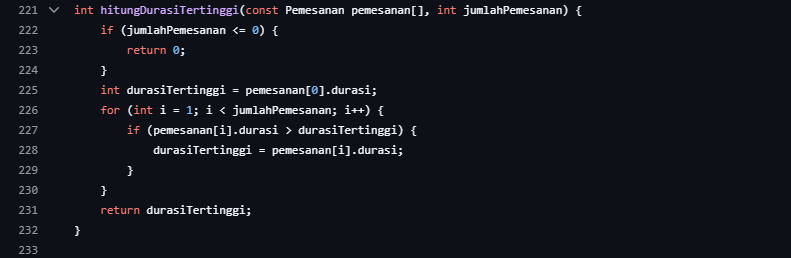 221 int hitungDurasiTertinggi(const Pemesanan pemesanan[], int jumlahPemesanan) {
222     if (jumlahPemesanan <= 0) {
223         return 0;
224     }
225     int durasiTertinggi = pemesanan[0].durasi;
226     for (int i = 1; i < jumlahPemesanan; i++) {
227         if (pemesanan[i].durasi > durasiTertinggi) {
228             durasiTertinggi = pemesanan[i].durasi;
229         }
230     }
231     return durasiTertinggi;
232 }
233